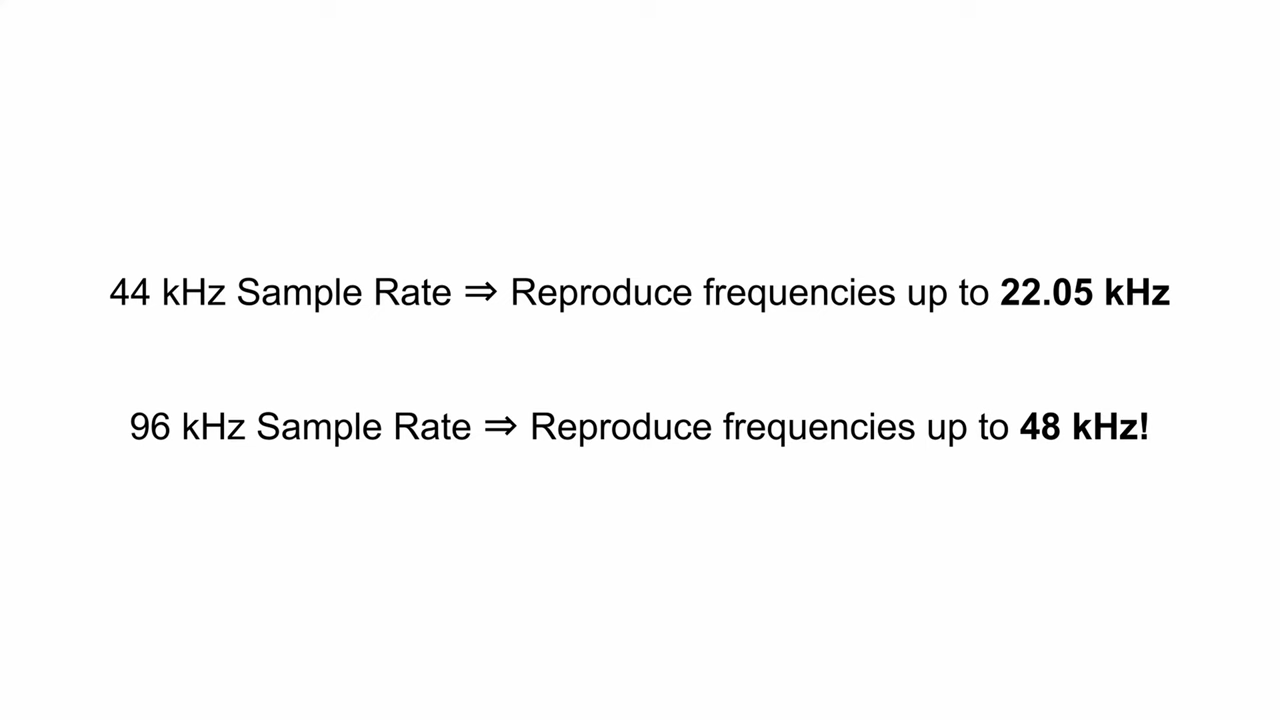 44 kHz Sample Rate ⇒ Reproduce frequencies up to 22.05 kHz
96 kHz Sample Rate ⇒ Reproduce frequencies up to 48 kHz!